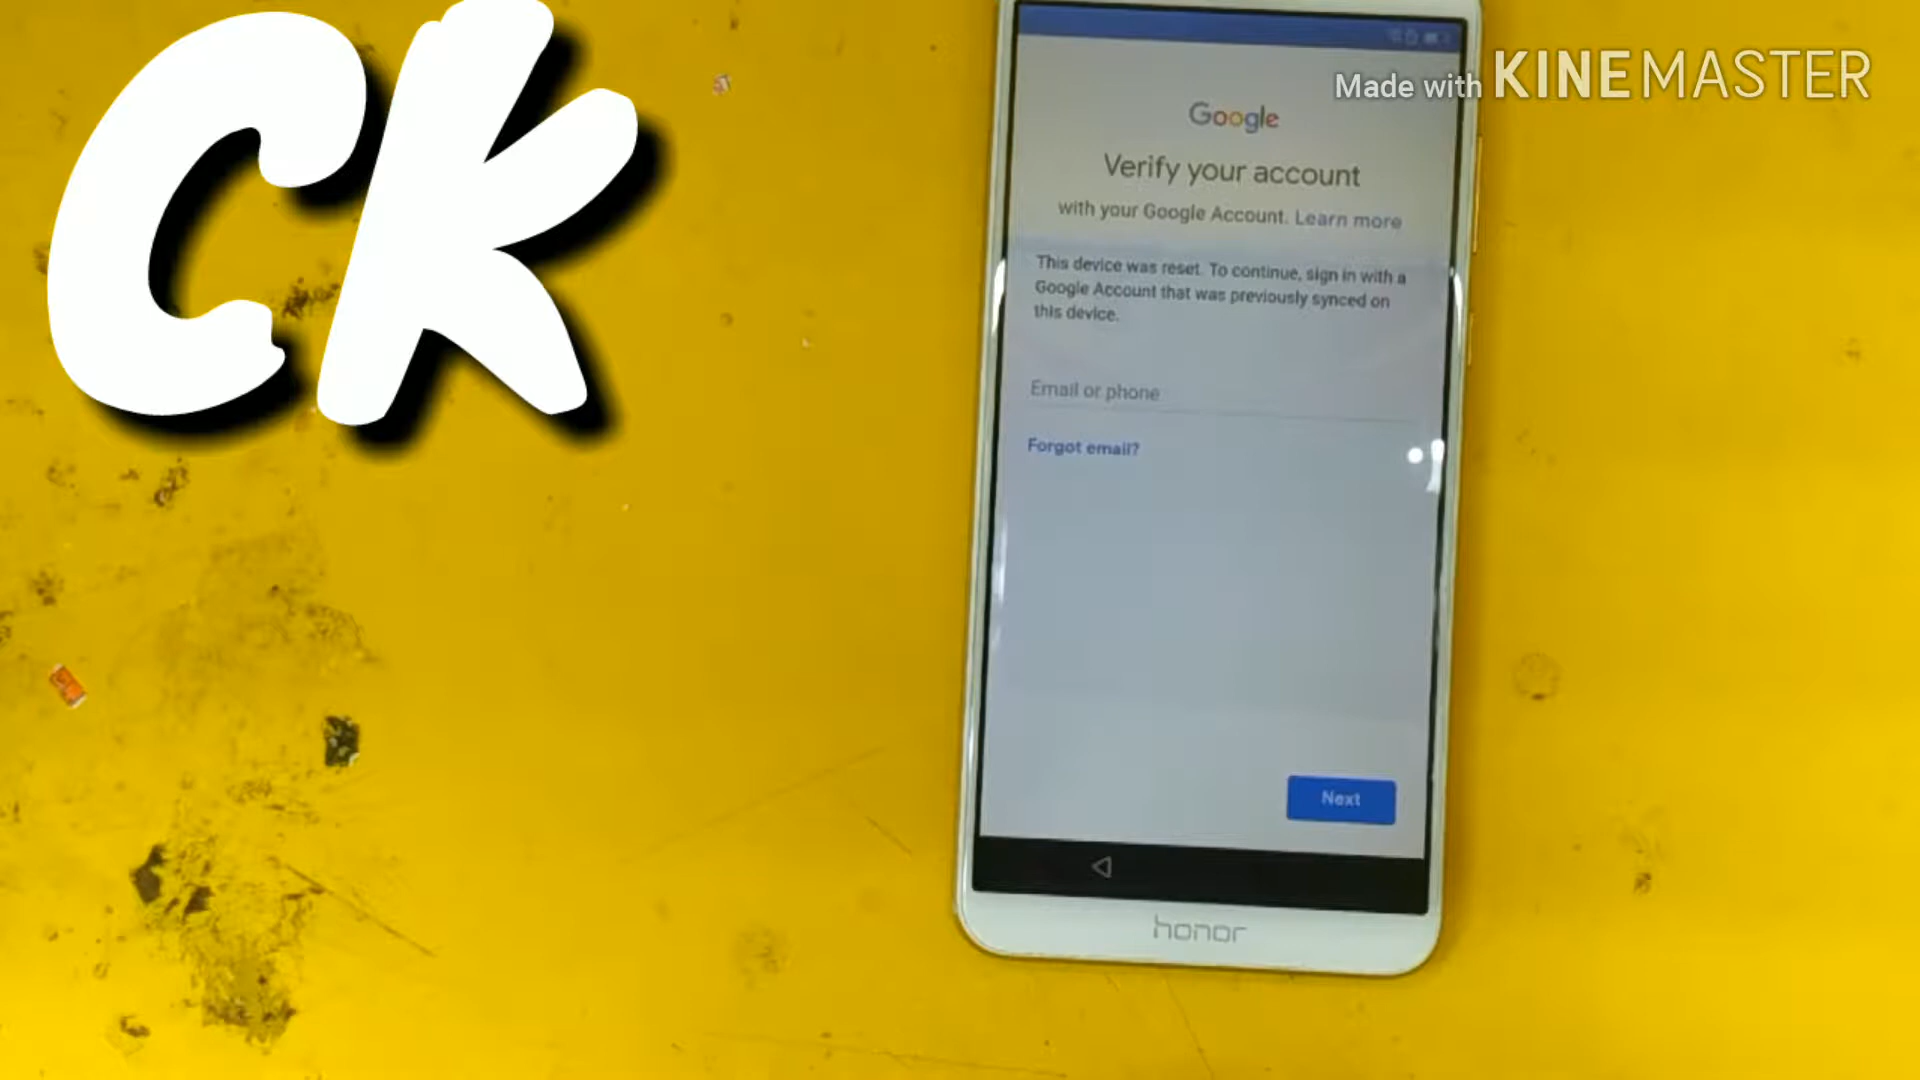 CK
Made with KINEMASTER
Google
Verify your account
with your Google Account. Learn more
This device was reset. To continue, sign in with a
Google Account that was previously synced on
this device.
Email or phone
Forgot email?
Next
honor